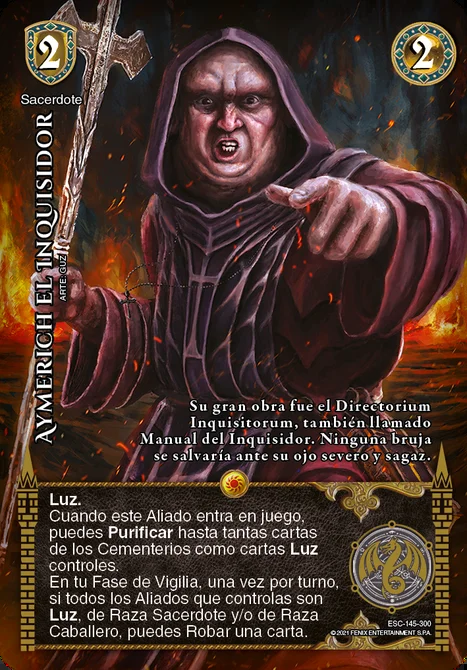 2
2
Sacerdote
AYMERICH EL INQUISIDOR
ARTE: GUZ
Su gran obra fue el Directorium
Inquisitorum, también llamado
Manual del Inquisidor. Ninguna bruja
se salvaría ante su ojo severo y sagaz.
Luz.
Cuando este Aliado entra en juego,
puedes Purificar hasta tantas cartas
de los Cementerios como cartas Luz
controles.
En tu Fase de Vigilia, una vez por turno,
si todos los Aliados que controlas son
Luz, de Raza Sacerdote y/o de Raza
Caballero, puedes Robar una carta.
ESC-145-300
©2021 FENIX ENTERTAINMENT S.P.A.